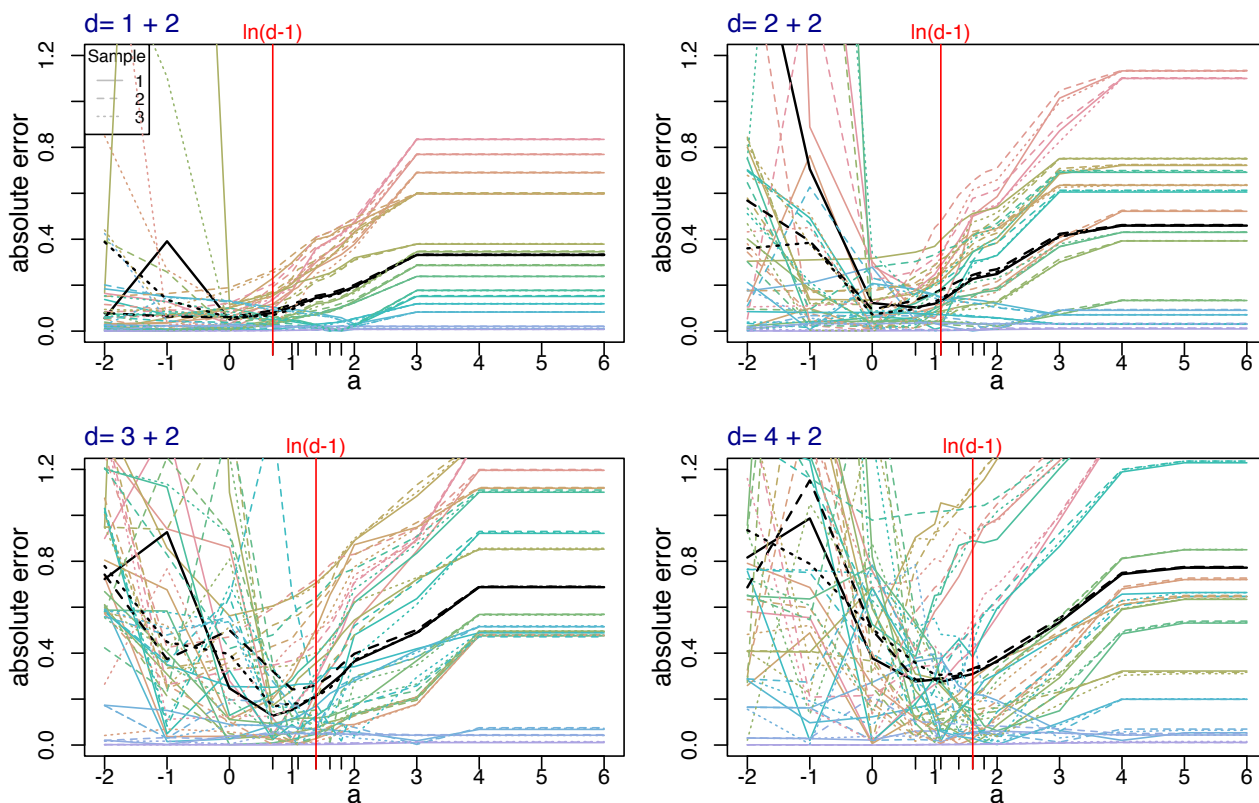 d= 1 + 2
ln(d-1)
Sample
1
2
3
absolute error
0.0
0.4
0.8
1.2
-2 -1 0 1 2 3 4 5 6
a
d= 2 + 2
ln(d-1)
absolute error
0.0
0.4
0.8
1.2
-2 -1 0 1 2 3 4 5 6
a
d= 3 + 2
ln(d-1)
absolute error
0.0
0.4
0.8
1.2
-2 -1 0 1 2 3 4 5 6
a
d= 4 + 2
ln(d-1)
absolute error
0.0
0.4
0.8
1.2
-2 -1 0 1 2 3 4 5 6
a